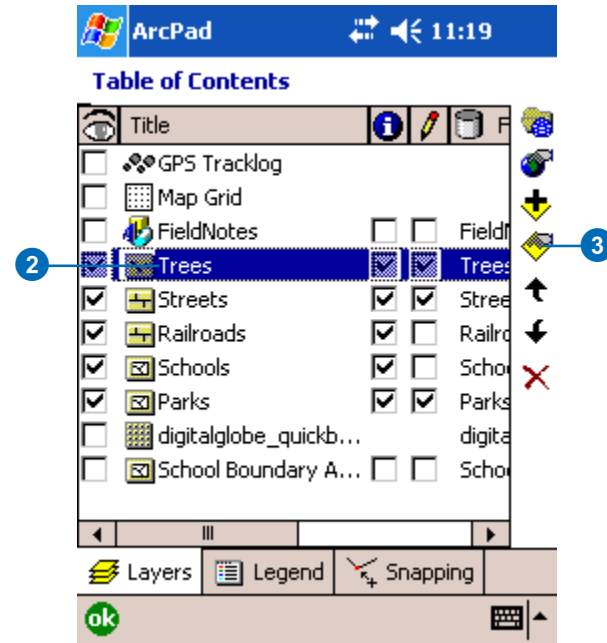 ArcPad 11:19
Table of Contents
Title F
GPS Tracklog
Map Grid
FieldNotes Field
2 Trees Trees
3
Streets Stree
Railroads Railro
Schools Schoo
Parks Parks
digitalglobe_quickb... digita
School Boundary A... Schoo
Layers Legend Snapping
ok